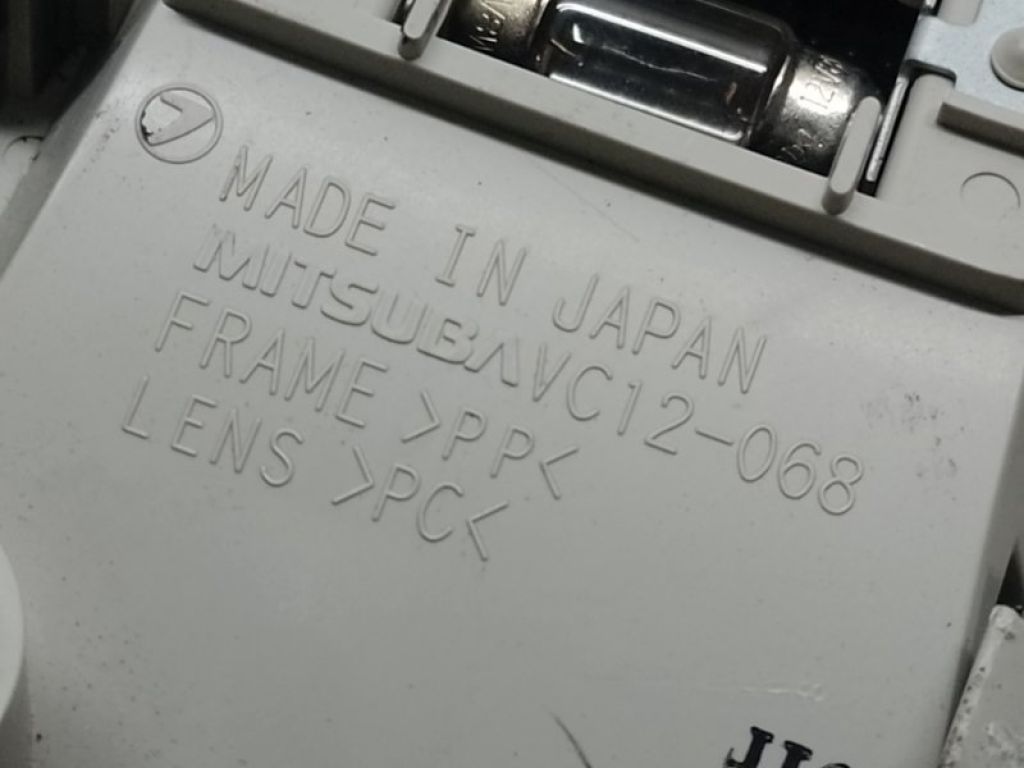 MADE IN JAPAN
MITSUBA VC12-068
FRAME >PP<
LENS >PC<